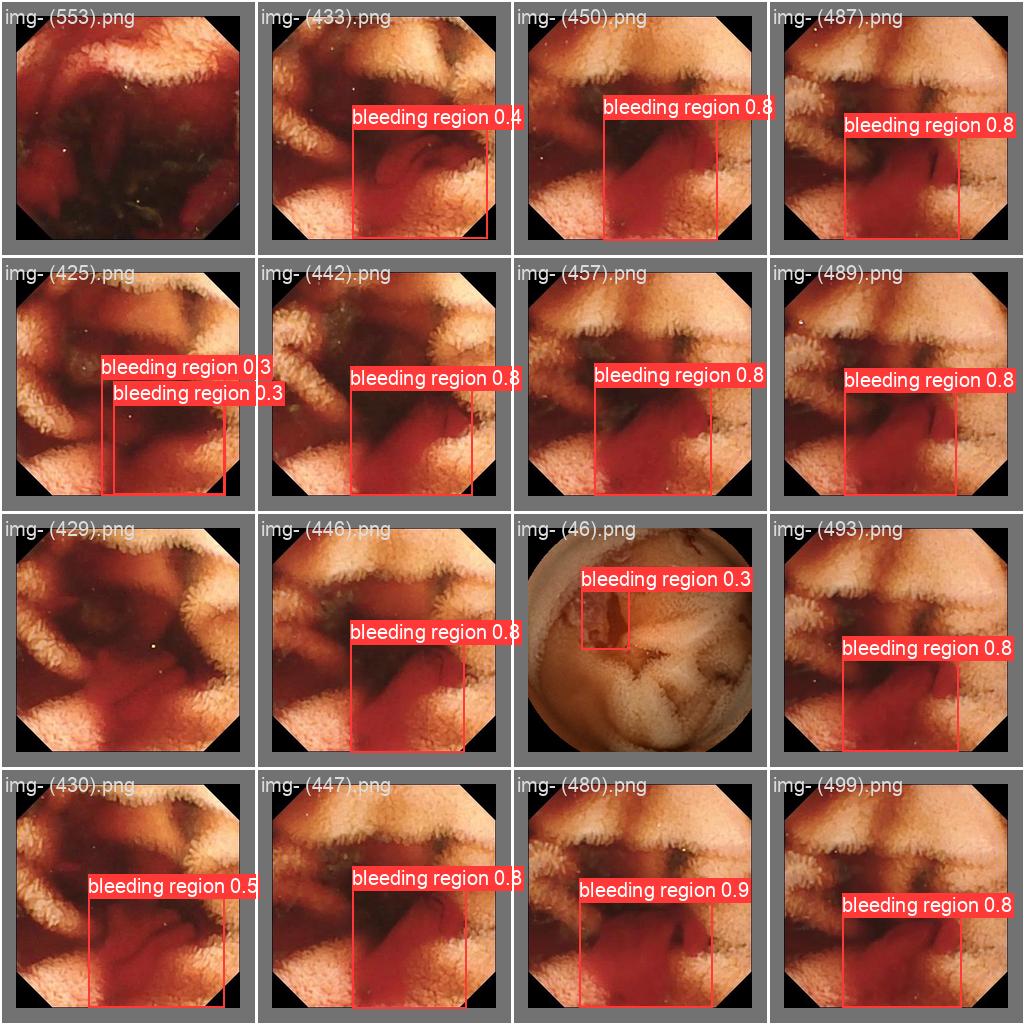 img- (553).png
img- (433).png
bleeding region 0.4
img- (450).png
bleeding region 0.8
img- (487).png
bleeding region 0.8
img- (425).png
bleeding region 0.3
bleeding region 0.3
img- (442).png
bleeding region 0.8
img- (457).png
bleeding region 0.8
img- (489).png
bleeding region 0.8
img- (429).png
img- (446).png
bleeding region 0.8
img- (46).png
bleeding region 0.3
img- (493).png
bleeding region 0.8
img- (430).png
bleeding region 0.5
img- (447).png
bleeding region 0.8
img- (480).png
bleeding region 0.9
img- (499).png
bleeding region 0.8